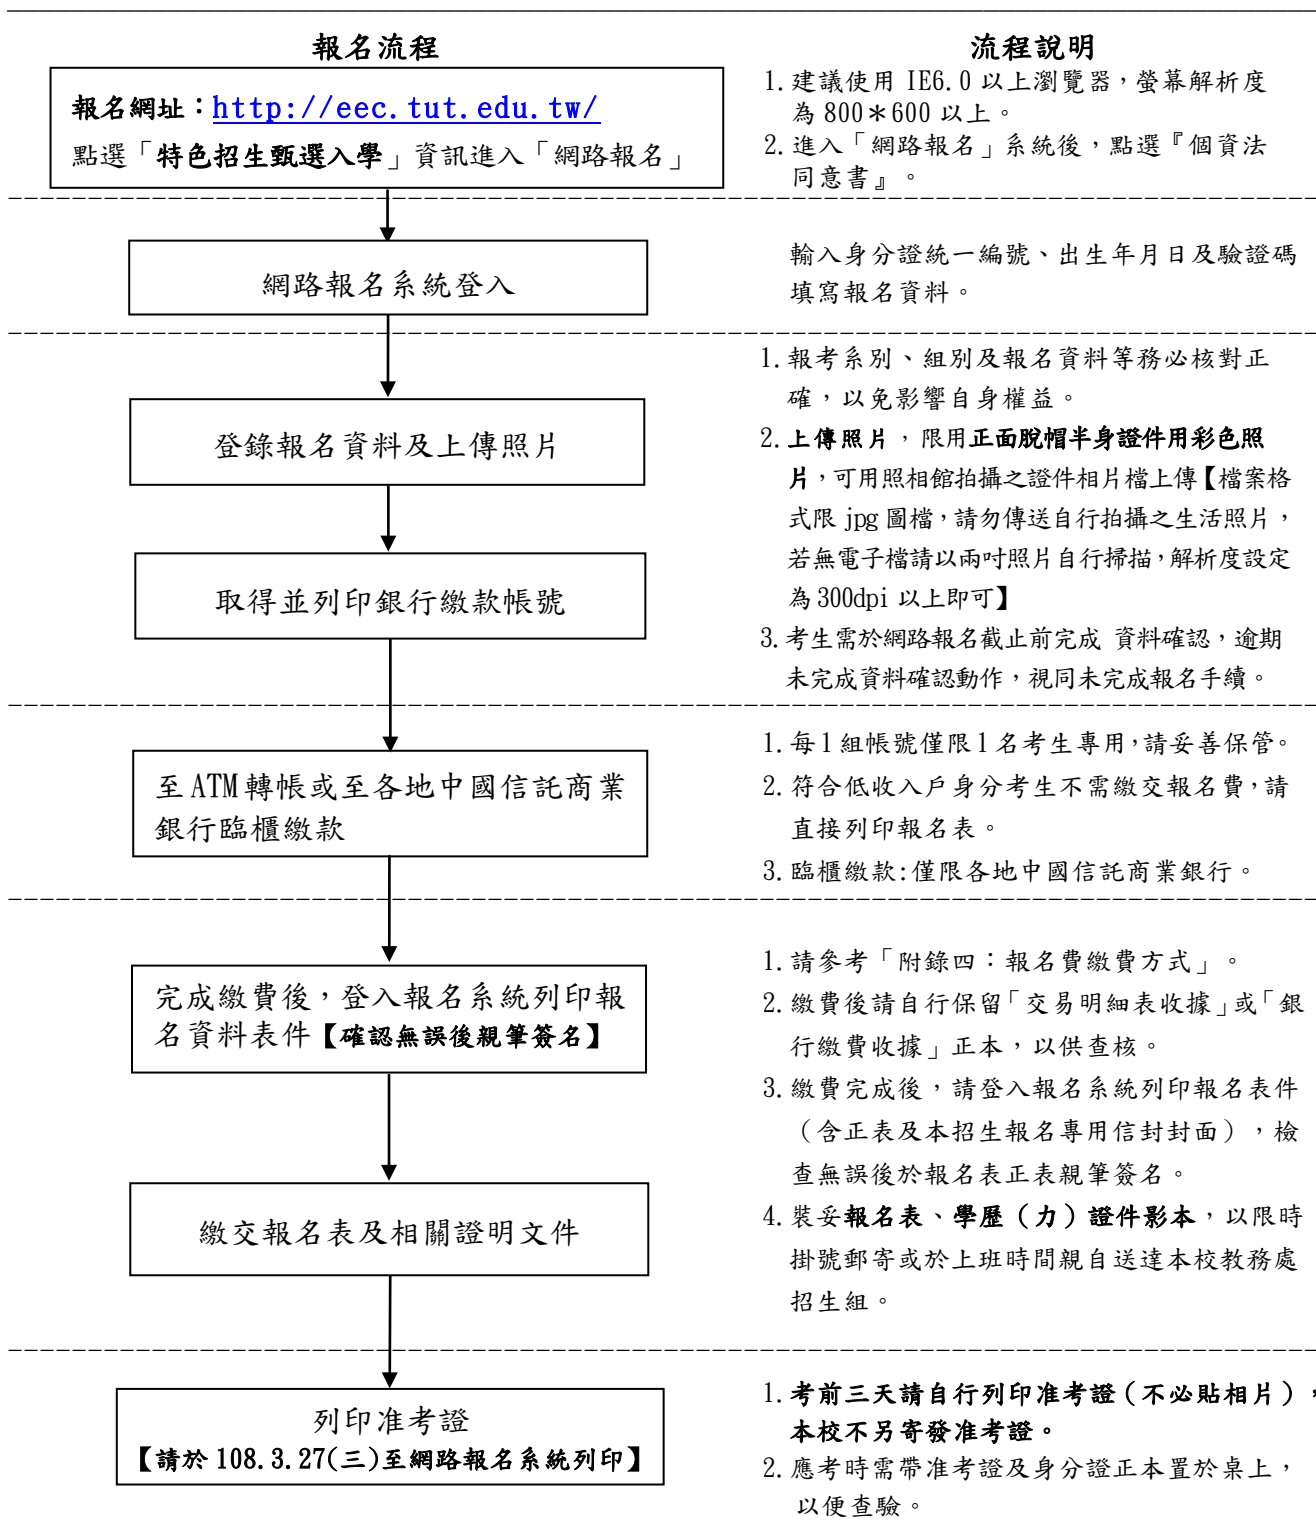 報名流程
流程說明
報名網址：http://eec.tut.edu.tw/
點選「特色招生甄選入學」資訊進入「網路報名」
1.建議使用 IE6.0 以上瀏覽器，螢幕解析度
為 800＊600 以上。
2.進入「網路報名」系統後，點選『個資法
同意書』。
網路報名系統登入
輸入身分證統一編號、出生年月日及驗證碼
填寫報名資料。
登錄報名資料及上傳照片
取得並列印銀行繳款帳號
1.報考系別、組別及報名資料等務必核對正
確，以免影響自身權益。
2.上傳照片，限用正面脫帽半身證件用彩色照
片，可用照相館拍攝之證件相片檔上傳【檔案格
式限 jpg 圖檔，請勿傳送自行拍攝之生活照片，
若無電子檔請以兩吋照片自行掃描，解析度設定
為 300dpi 以上即可】
3.考生需於網路報名截止前完成 資料確認，逾期
未完成資料確認動作，視同未完成報名手續。
至 ATM 轉帳或至各地中國信託商業
銀行臨櫃繳款
1.每1組帳號僅限1名考生專用，請妥善保管。
2.符合低收入戶身分考生不需繳交報名費，請
直接列印報名表。
3.臨櫃繳款:僅限各地中國信託商業銀行。
完成繳費後，登入報名系統列印報
名資料表件【確認無誤後親筆簽名】
繳交報名表及相關證明文件
1.請參考「附錄四：報名費繳費方式」。
2.繳費後請自行保留「交易明細表收據」或「銀
行繳費收據」正本，以供查核。
3.繳費完成後，請登入報名系統列印報名表件
（含正表及本招生報名專用信封封面），檢
查無誤後於報名表正表親筆簽名。
4.裝妥報名表、學歷（力）證件影本，以限時
掛號郵寄或於上班時間親自送達本校教務處
招生組。
列印准考證
【請於 108.3.27(三)至網路報名系統列印】
1.考前三天請自行列印准考證（不必貼相片），
本校不另寄發准考證。
2.應考時需帶准考證及身分證正本置於桌上，
以便查驗。